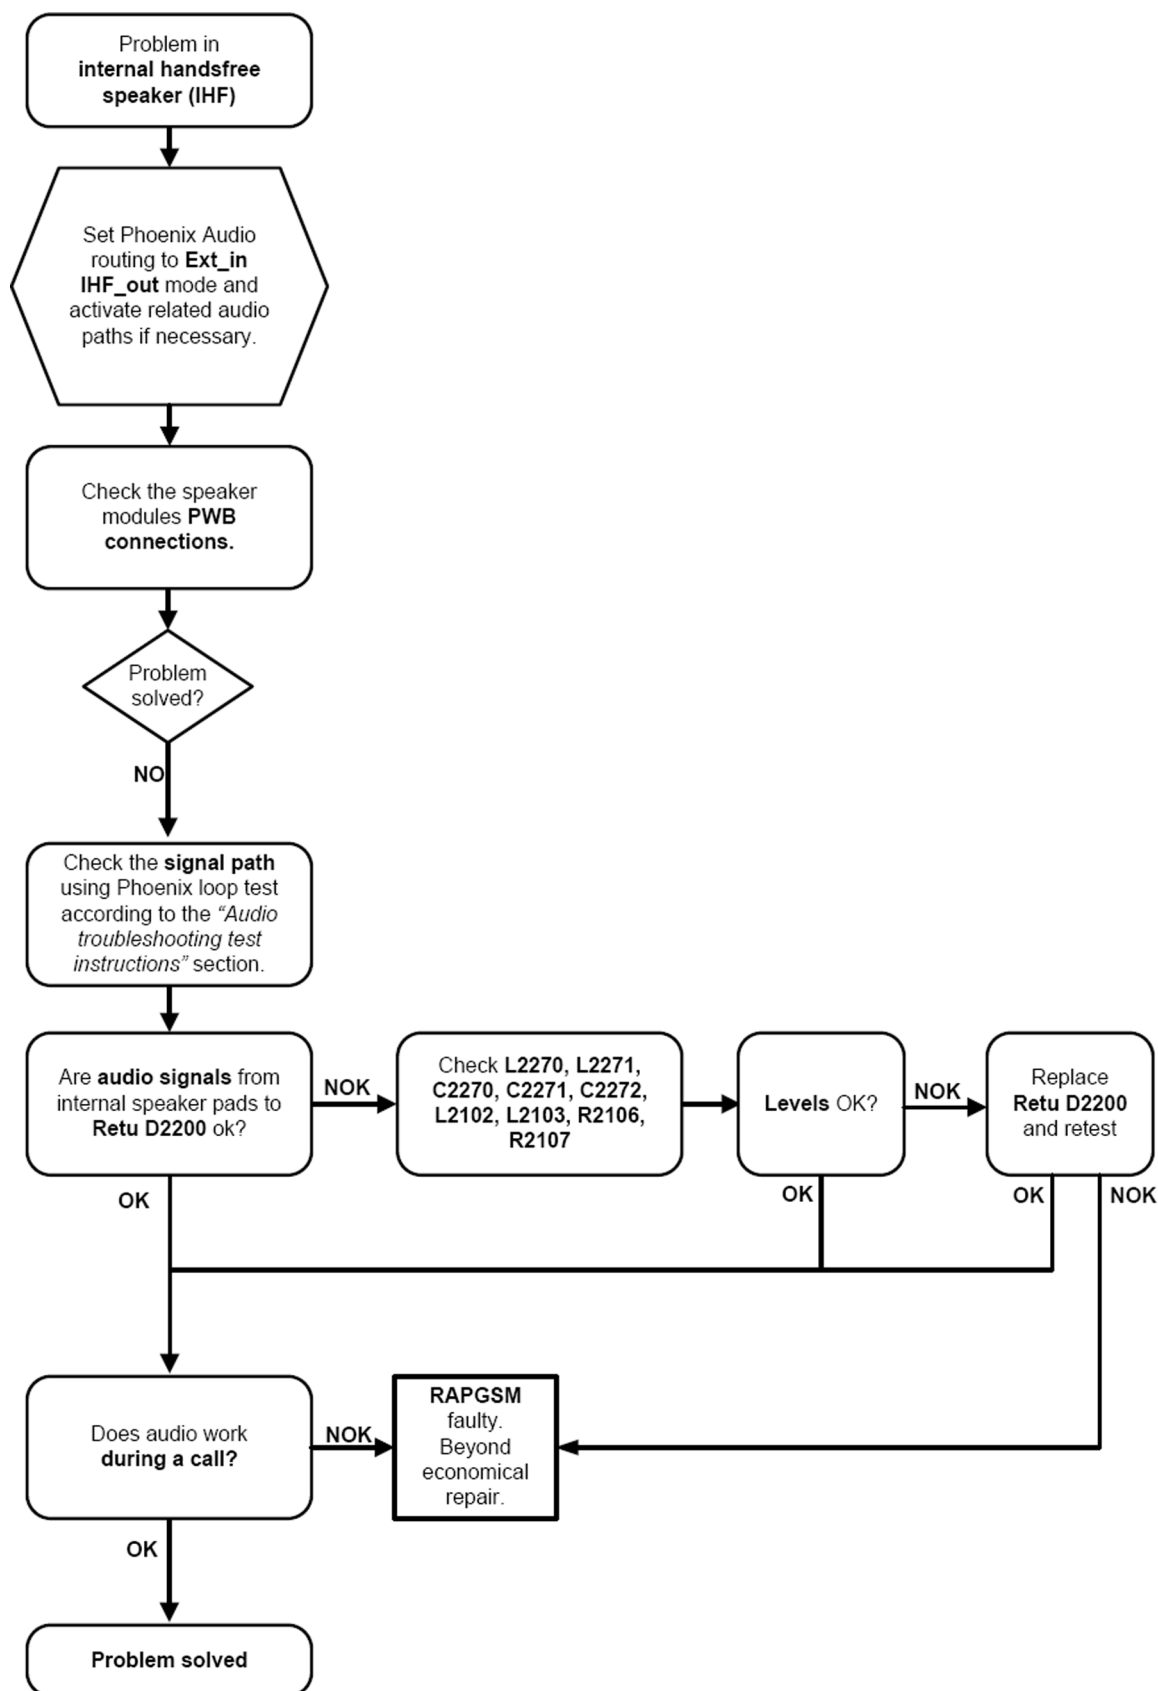 Problem in
internal handsfree
speaker (IHF)
Set Phoenix Audio
routing to Ext_in
IHF_out mode and
activate related audio
paths if necessary.
Check the speaker
modules PWB
connections.
Problem
solved?
NO
Check the signal path
using Phoenix loop test
according to the “Audio
troubleshooting test
instructions” section.
Are audio signals from
internal speaker pads to
Retu D2200 ok?
NOK
Check L2270, L2271,
C2270, C2271, C2272,
L2102, L2103, R2106,
R2107
Levels OK?
NOK
Replace
Retu D2200
and retest
OK
OK
OK
NOK
Does audio work
during a call?
NOK
RAPGSM
faulty.
Beyond
economical
repair.
OK
Problem solved